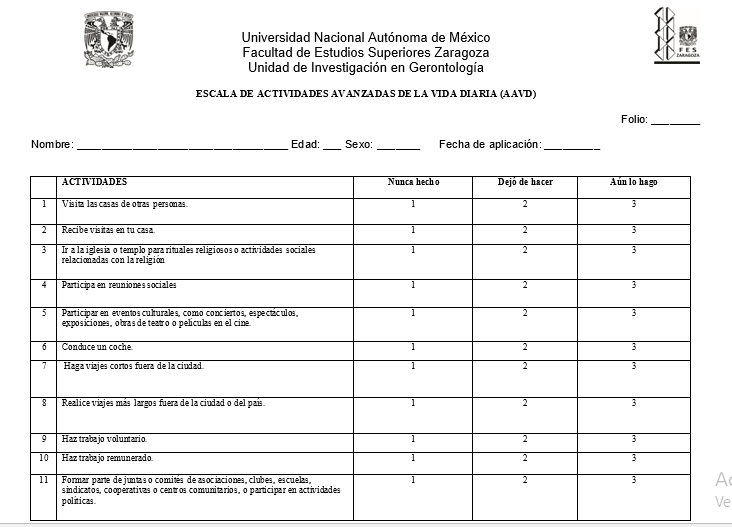 Universidad Nacional Autónoma de México
Facultad de Estudios Superiores Zaragoza
Unidad de Investigación en Gerontología
FES
ZARAGOZA
ESCALA DE ACTIVIDADES AVANZADAS DE LA VIDA DIARIA (AAVD)
Folio: ________
Nombre: __________________________________ Edad: ___ Sexo: _______ Fecha de aplicación: _________
ACTIVIDADES Nunca hecho Dejó de hacer Aún lo hago
1 Visita las casas de otras personas. 1 2 3
2 Recibe visitas en tu casa. 1 2 3
3 Ir a la iglesia o templo para rituales religiosos o actividades sociales 1 2 3
relacionadas con la religión
4 Participa en reuniones sociales 1 2 3
5 Participar en eventos culturales, como conciertos, espectáculos, 1 2 3
exposiciones, obras de teatro o películas en el cine.
6 Conduce un coche. 1 2 3
7 Haga viajes cortos fuera de la ciudad. 1 2 3
8 Realice viajes más largos fuera de la ciudad o del país. 1 2 3
9 Haz trabajo voluntario. 1 2 3
10 Haz trabajo remunerado. 1 2 3
11 Formar parte de juntas o comités de asociaciones, clubes, escuelas, 1 2 3
sindicatos, cooperativas o centros comunitarios, o participar en actividades
políticas.
Ac
Ve